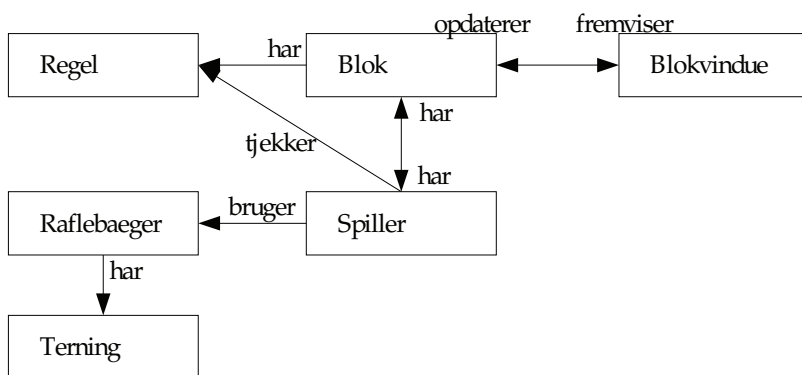 opdaterer fremviser
Regel
har
Blok
Blokvindue
har
tjekker
har
Raflebaeger
bruger
Spiller
har
Terning